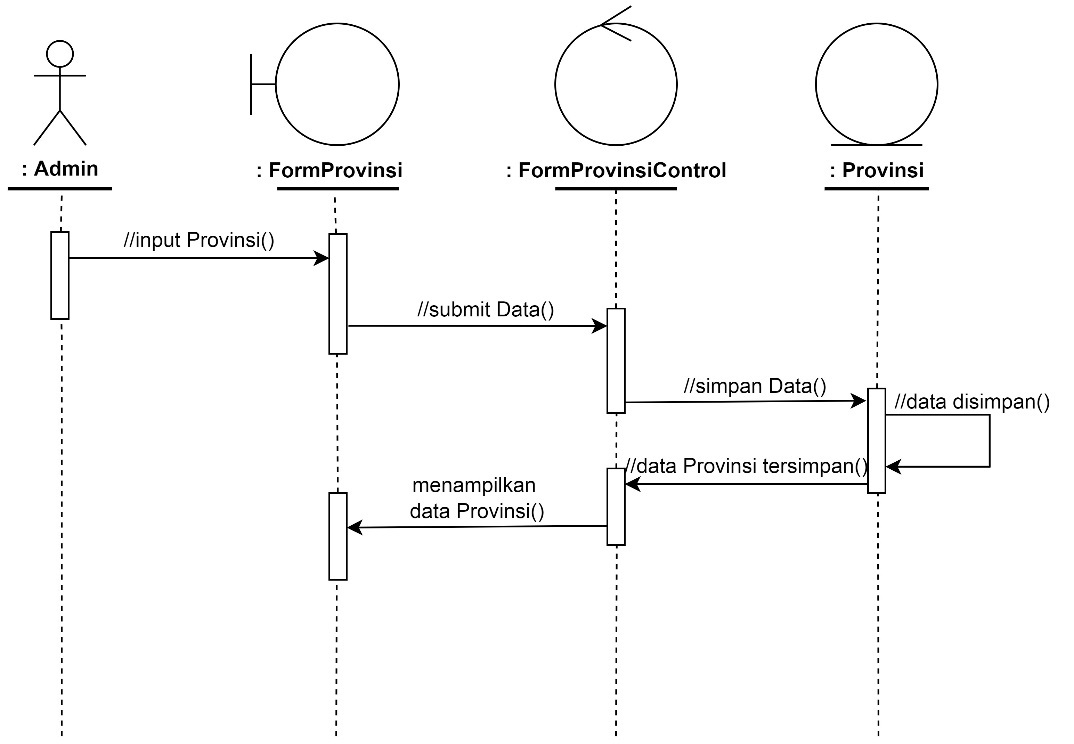 : Admin
: FormProvinsi
: FormProvinsiControl
: Provinsi
//input Provinsi()
//submit Data()
//simpan Data()
//data disimpan()
//data Provinsi tersimpan()
menampilkan
data Provinsi()